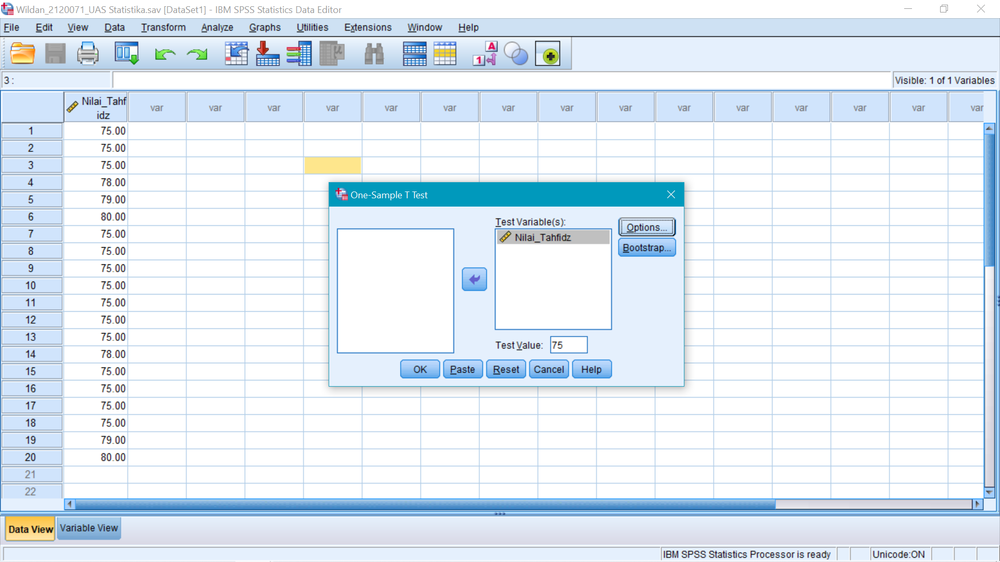 Wildan_2120071_UAS Statistika.sav [DataSet1] - IBM SPSS Statistics Data Editor
File Edit View Data Transform Analyze Graphs Utilities Extensions Window Help
A
1
µ
3 :
Visible: 1 of 1 Variables
Nilai_Tahf
idz
var var var var var var var var var var var var var var var
1 75.00
2 75.00
3 75.00
4 78.00
5 79.00
6 80.00
7 75.00
8 75.00
9 75.00
10 75.00
11 75.00
12 75.00
13 75.00
14 78.00
15 75.00
16 75.00
17 75.00
18 75.00
19 79.00
20 80.00
21
22
One-Sample T Test
Test Variable(s):
Nilai_Tahfidz
Options...
Bootstrap...
Test Value: 75
OK Paste Reset Cancel Help
Data View Variable View
IBM SPSS Statistics Processor is ready Unicode:ON